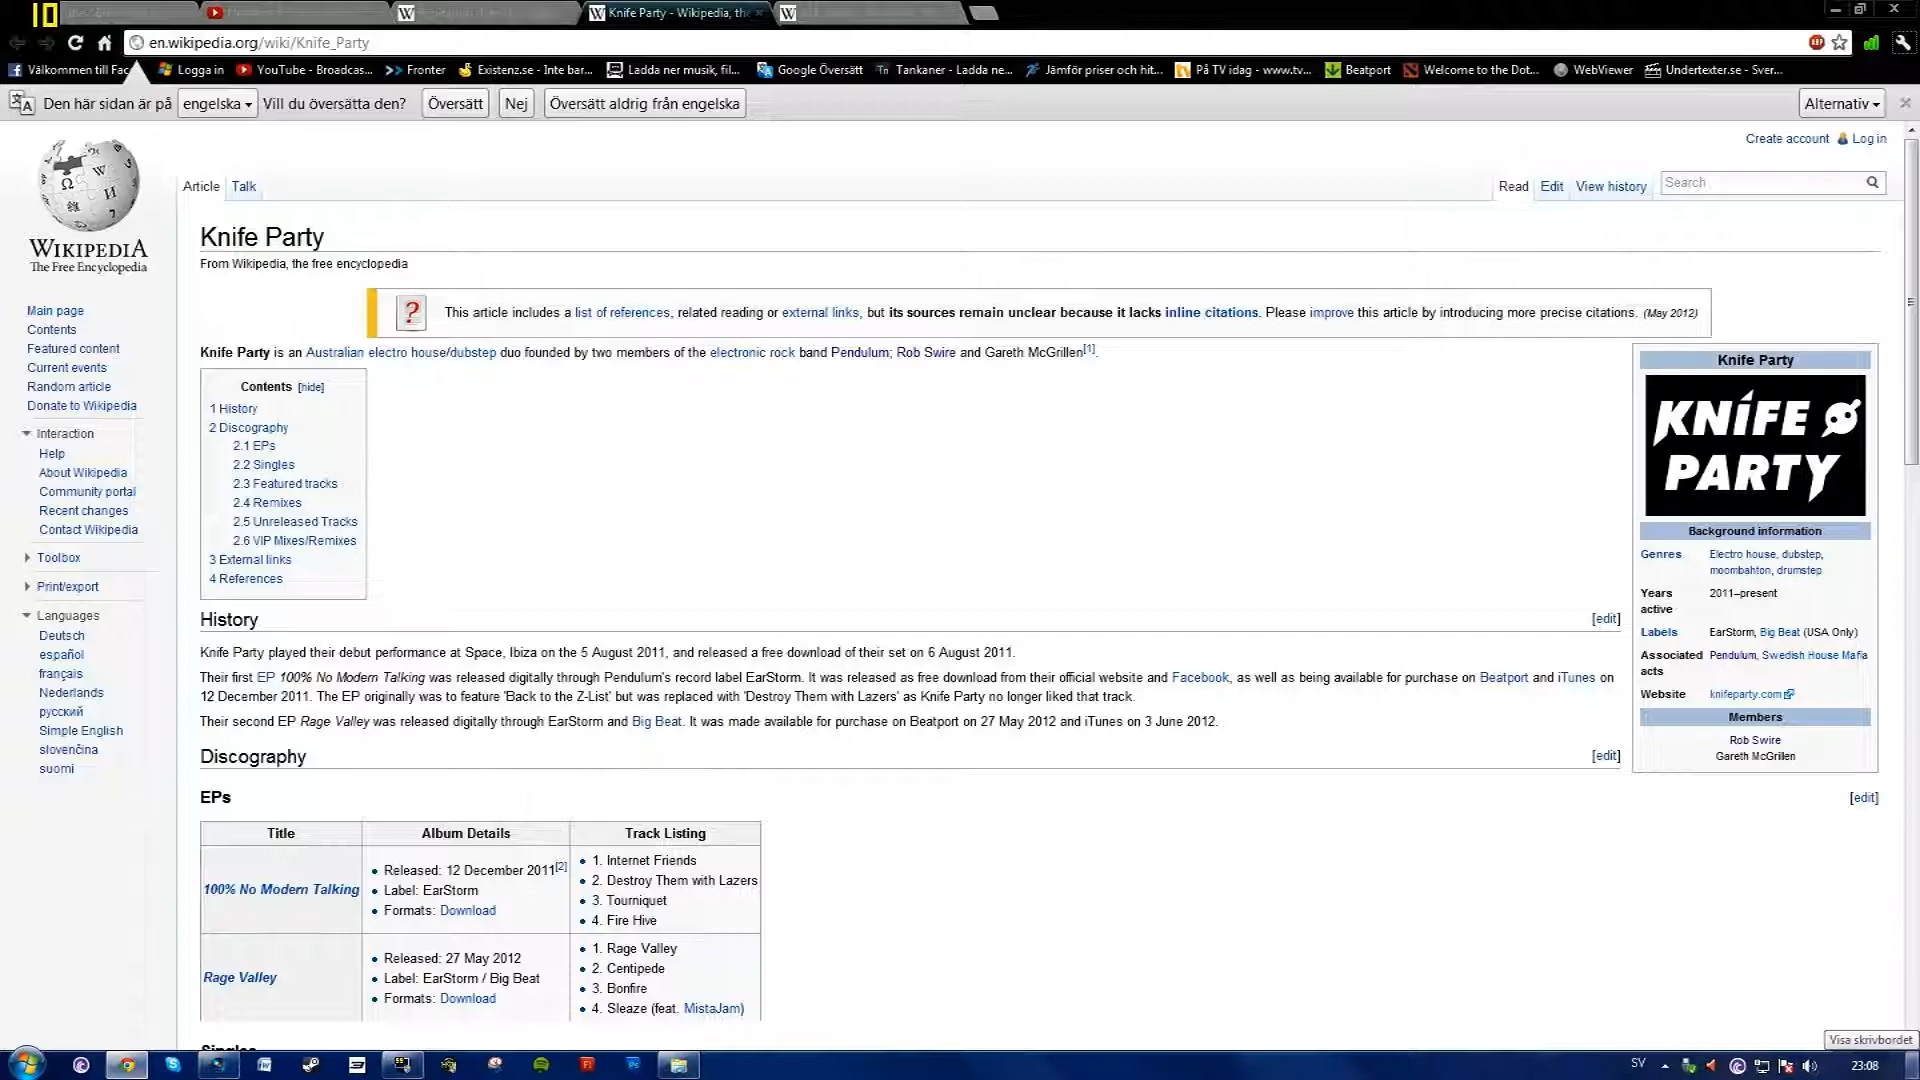 10
Knife Party - Wikipedia, the
en.wikipedia.org/wiki/Knife_Party
Välkommen till Fac
Logga in
YouTube - Broadcas...
Fronter
Existenz.se - Inte bar...
Ladda ner musik, fil...
Google Översätt
Tankaner - Ladda ne...
Jämför priser och hit...
På TV idag - www.tv...
Beatport
Welcome to the Dot...
WebViewer
Undertexter.se - Sver...
Den här sidan är på engelska Vill du översätta den? Översätt Nej Översätt aldrig från engelska Alternativ
Create account Log in
Article Talk Read Edit View history Search
WIKIPEDIA
The Free Encyclopedia
Main page
Contents
Featured content
Current events
Random article
Donate to Wikipedia
Interaction
Help
About Wikipedia
Community portal
Recent changes
Contact Wikipedia
Toolbox
Print/export
Languages
Deutsch
español
français
Nederlands
русский
Simple English
slovenčina
suomi
Knife Party
From Wikipedia, the free encyclopedia
This article includes a list of references, related reading or external links, but its sources remain unclear because it lacks inline citations. Please improve this article by introducing more precise citations. (May 2012)
Knife Party is an Australian electro house/dubstep duo founded by two members of the electronic rock band Pendulum; Rob Swire and Gareth McGrillen[1].
Contents [hide]
1 History
2 Discography
2.1 EPs
2.2 Singles
2.3 Featured tracks
2.4 Remixes
2.5 Unreleased Tracks
2.6 VIP Mixes/Remixes
3 External links
4 References
Knife Party
KNIFE
PARTY
Background information
Genres Electro house, dubstep,
moombahton, drumstep
Years 2011–present
active
Labels EarStorm, Big Beat (USA Only)
Associated Pendulum, Swedish House Mafia
acts
Website knifeparty.com
Members
Rob Swire
Gareth McGrillen
History [edit]
Knife Party played their debut performance at Space, Ibiza on the 5 August 2011, and released a free download of their set on 6 August 2011.
Their first EP 100% No Modern Talking was released digitally through Pendulum's record label EarStorm. It was released as free download from their official website and Facebook, as well as being available for purchase on Beatport and iTunes on
12 December 2011. The EP originally was to feature 'Back to the Z-List' but was replaced with 'Destroy Them with Lazers' as Knife Party no longer liked that track.
Their second EP Rage Valley was released digitally through EarStorm and Big Beat. It was made available for purchase on Beatport on 27 May 2012 and iTunes on 3 June 2012.
Discography [edit]
EPs [edit]
Title Album Details Track Listing
100% No Modern Talking
Released: 12 December 2011[2]
Label: EarStorm
Formats: Download
1. Internet Friends
2. Destroy Them with Lazers
3. Tourniquet
4. Fire Hive
Rage Valley
Released: 27 May 2012
Label: EarStorm / Big Beat
Formats: Download
1. Rage Valley
2. Centipede
3. Bonfire
4. Sleaze (feat. MistaJam)
Singles
Visa skrivbordet
SV
23:08